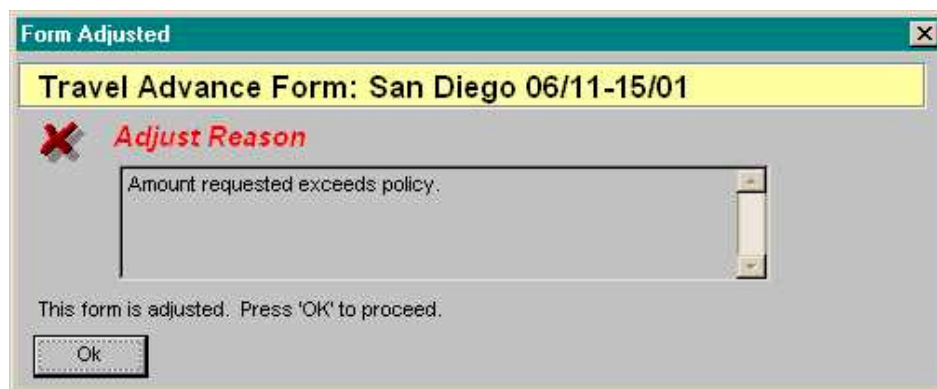 Form Adjusted
Travel Advance Form: San Diego 06/11-15/01
Adjust Reason
Amount requested exceeds policy.
This form is adjusted. Press 'OK' to proceed.
Ok